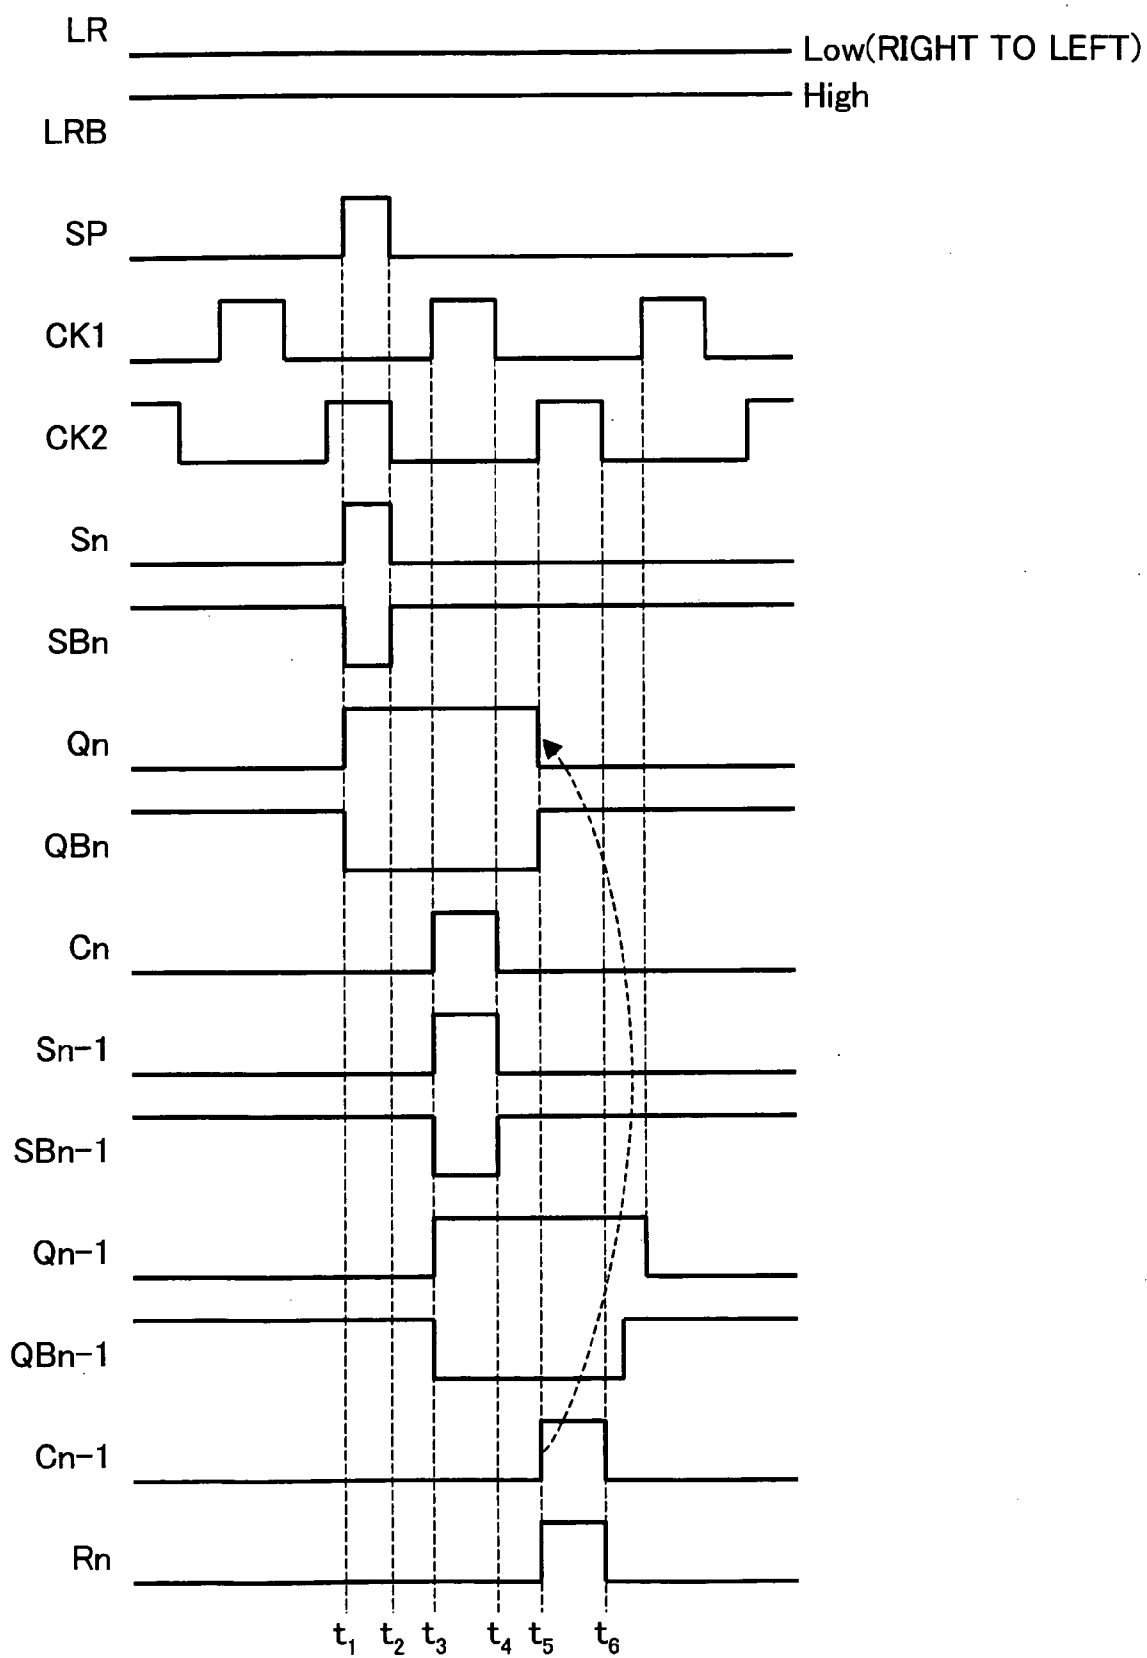 LR
Low(RIGHT TO LEFT)
High
LRB
SP
CK1
CK2
Sn
SBn
Qn
QBn
Cn
Sn-1
SBn-1
Qn-1
QBn-1
Cn-1
Rn
t1 t2 t3 t4 t5 t6